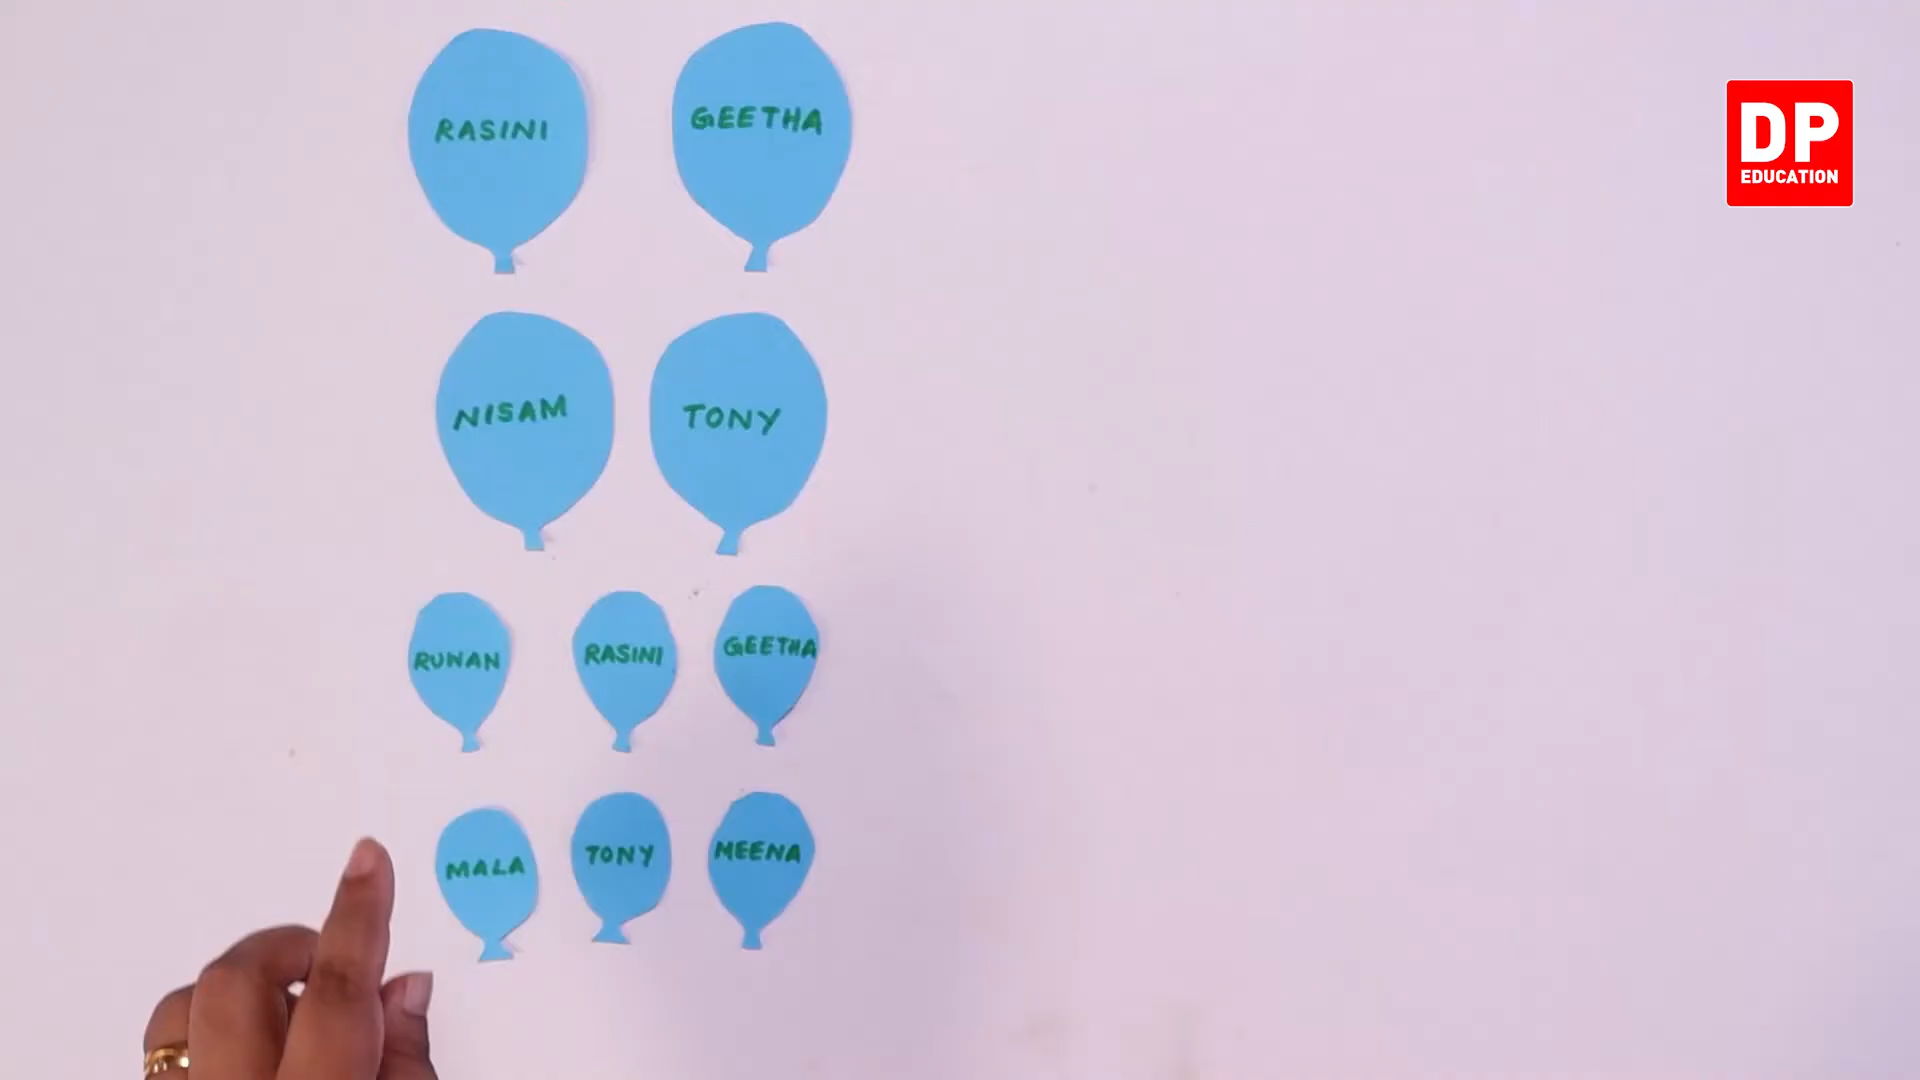 RASINI
GEETHA
DP
EDUCATION
NISAM
TONY
RUNAN
RASINI
GEETHA
MALA
TONY
MEENA